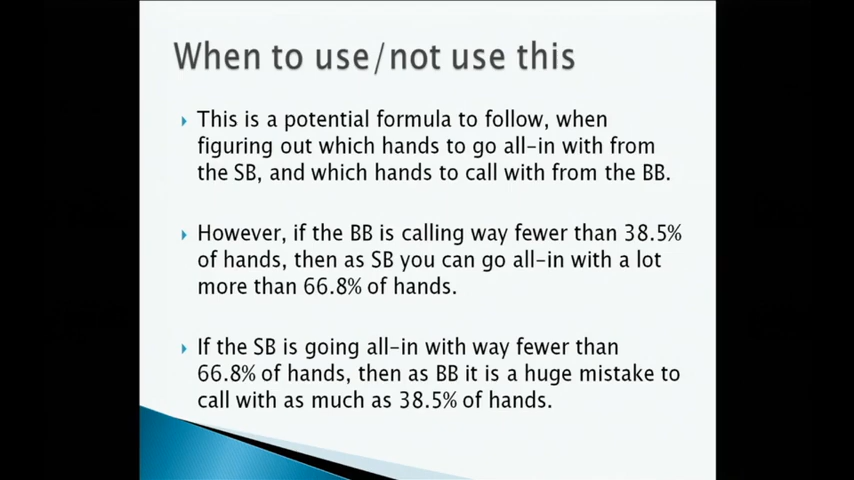 When to use/not use this
This is a potential formula to follow, when
figuring out which hands to go all-in with from
the SB, and which hands to call with from the BB.
However, if the BB is calling way fewer than 38.5%
of hands, then as SB you can go all-in with a lot
more than 66.8% of hands.
If the SB is going all-in with way fewer than
66.8% of hands, then as BB it is a huge mistake to
call with as much as 38.5% of hands.